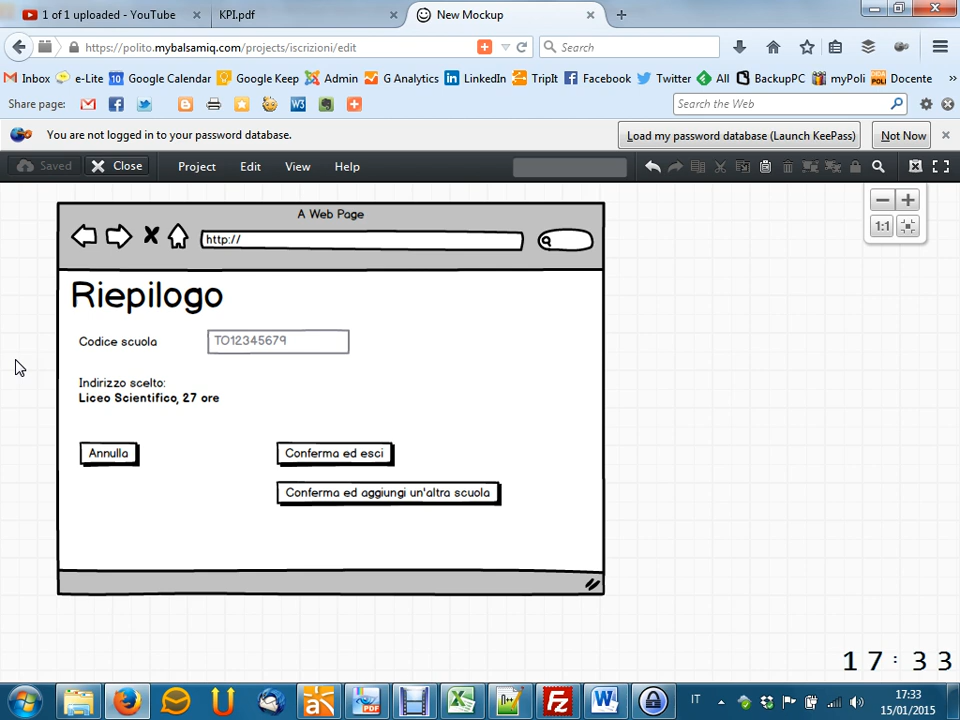 1 of 1 uploaded - YouTube
KPI.pdf
New Mockup
https://polito.mybalsamiq.com/projects/iscrizioni/edit
Search
Inbox
e-Lite
10
Google Calendar
Google Keep
Admin
G Analytics
LinkedIn
TripIt
Facebook
Twitter
All
BackupPC
myPoli
POLI
Docente
Share page:
W3
Search the Web
You are not logged in to your password database.
Load my password database (Launch KeePass)
Not Now
Saved
Close
Project
Edit
View
Help
1:1
A Web Page
http://
Riepilogo
Codice scuola
TO12345679
Indirizzo scelto:
Liceo Scientifico, 27 ore
Annulla
Conferma ed esci
Conferma ed aggiungi un'altra scuola
17:33
IT
17:33
15/01/2015